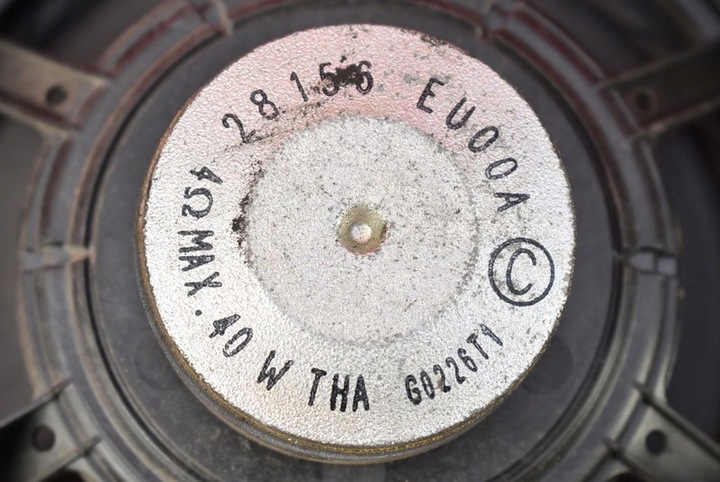 28156 EU00A
Ⓒ
4Ω MAX. 40 W THA G0226T1